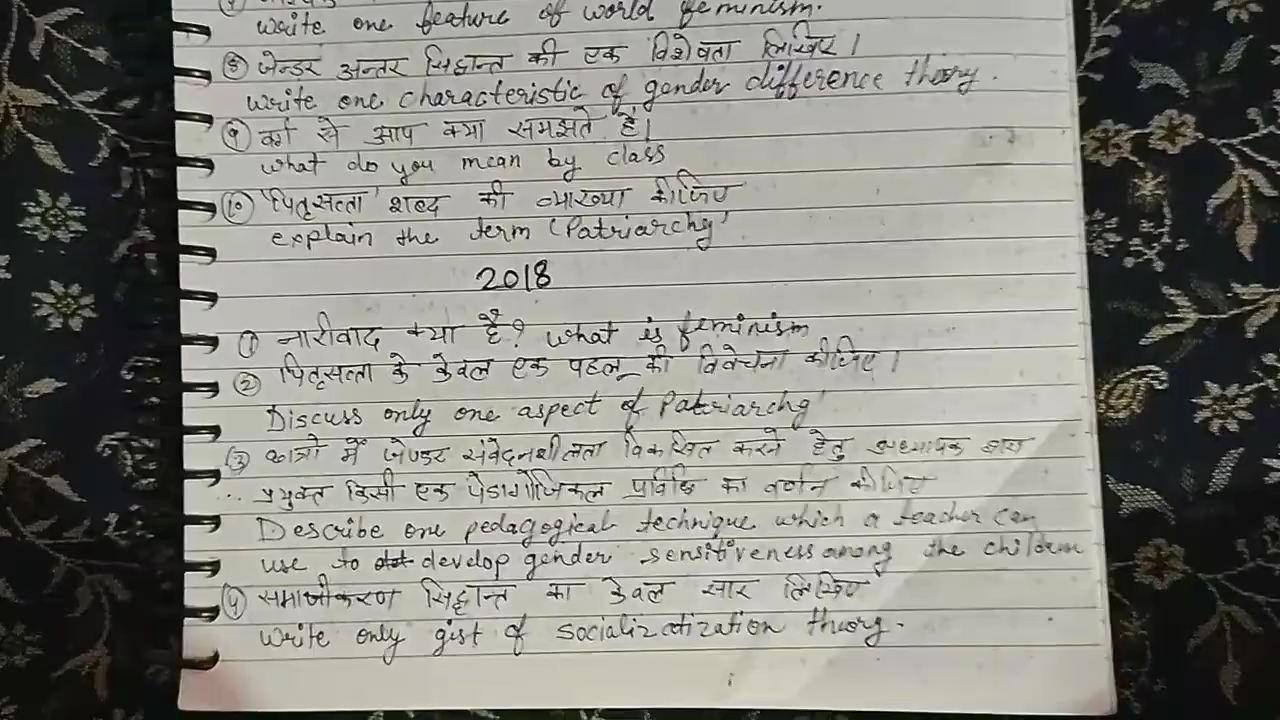 write one feature of world feminism.
⑧ जेन्डर अन्तर सिद्धान्त की एक विशेषता लिखिए।
write one characteristic of gender difference theory.
⑨ वर्ग से आप क्या समझते हैं।
what do you mean by class
⑩ 'पितृसत्ता' शब्द की व्याख्या कीजिए
explain the term (Patriarchy'
2018
① नारीवाद क्या है? what is feminism
② पितृसत्ता के केवल एक पहलू की विवेचना कीजिए।
Discuss only one aspect of Patriarchy'
③ छात्रों में जेण्डर संवेदनशीलता विकसित करने हेतु अध्यापक द्वारा
... प्रयुक्त किसी एक पेडागोजिकल प्रविधि का वर्णन कीजिए
Describe one pedagogical technique which a teacher can
use to develop gender sensitiveness among the children
④ समाजीकरण सिद्धान्त का केवल सार लिखिए
write only gist of socializatization theory.